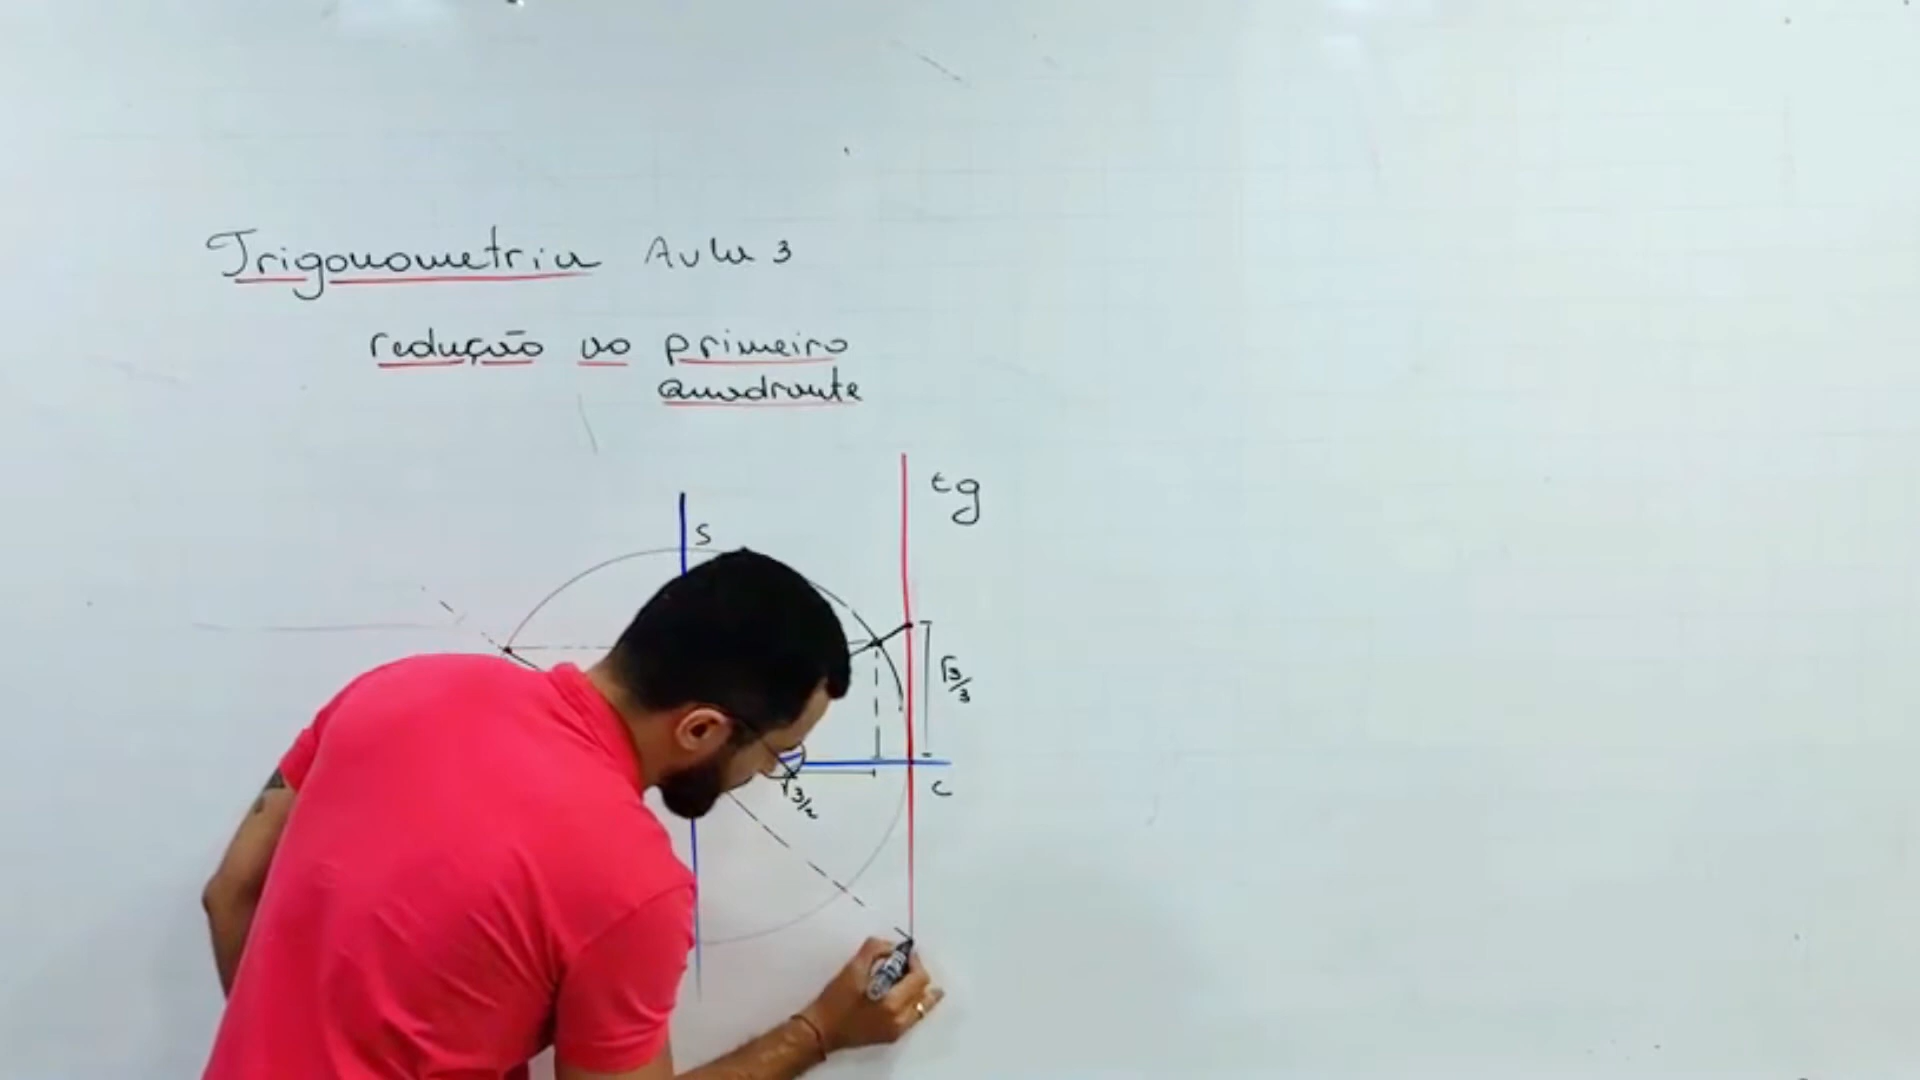 Trigonometria Aula 3
redução ao primeiro
quadrante
tg
S
√3/3
√3/2
C